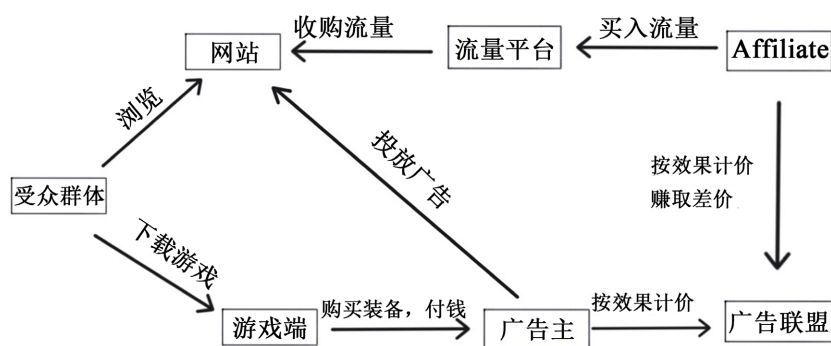 收购流量
买入流量
网站
流量平台
Affiliate
浏览
投放广告
按效果计价
赚取差价
受众群体
下载游戏
购买装备，付钱
按效果计价
游戏端
广告主
广告联盟